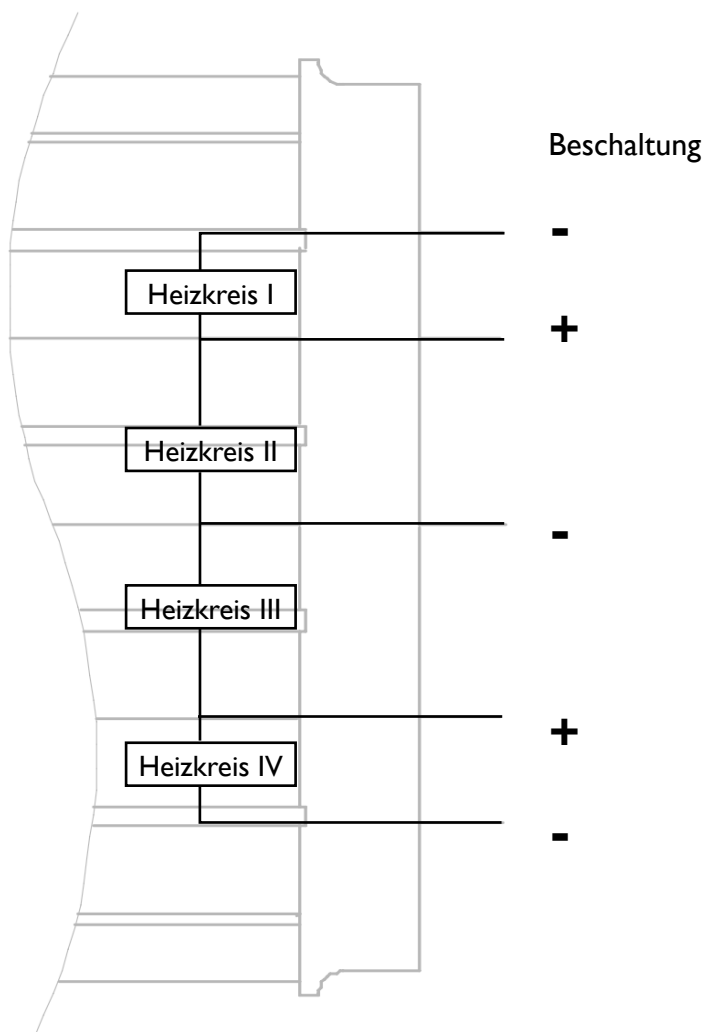 Beschaltung
-
Heizkreis I
+
Heizkreis II
-
Heizkreis III
+
Heizkreis IV
-